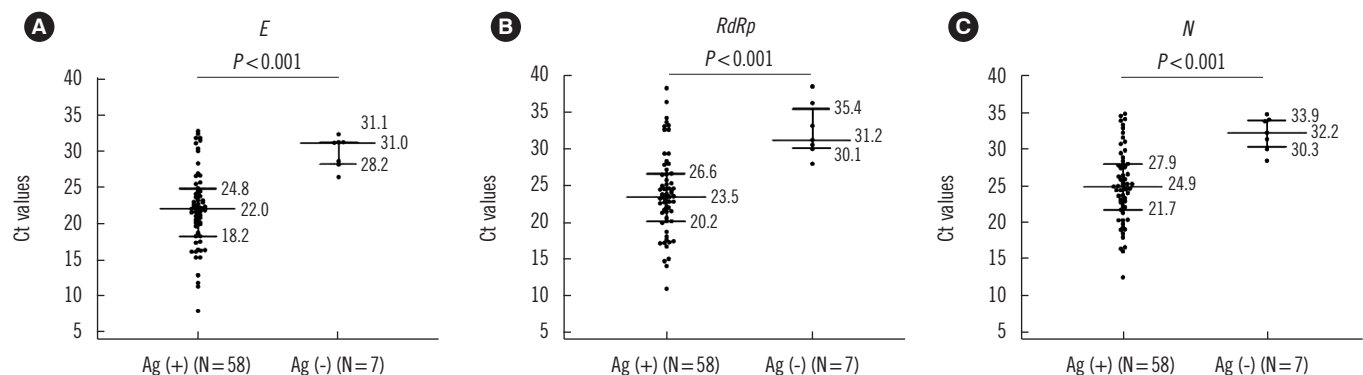 A
E
P < 0.001
Ct values
40
35
30
25
20
15
10
5
24.8
22.0
18.2
31.1
31.0
28.2
Ag (+) (N = 58)
Ag (-) (N = 7)
B
RdRp
P < 0.001
Ct values
40
35
30
25
20
15
10
5
26.6
23.5
20.2
35.4
31.2
30.1
Ag (+) (N = 58)
Ag (-) (N = 7)
C
N
P < 0.001
Ct values
40
35
30
25
20
15
10
5
27.9
24.9
21.7
33.9
32.2
30.3
Ag (+) (N = 58)
Ag (-) (N = 7)